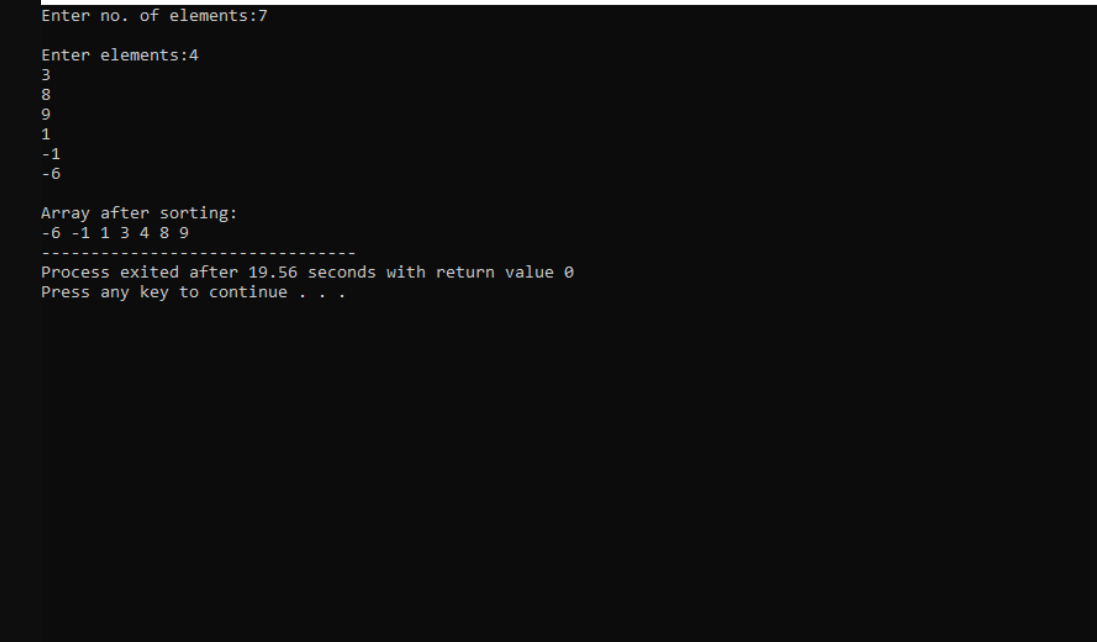 Enter no. of elements:7
Enter elements:4
3
8
9
1
-1
-6
Array after sorting:
-6 -1 1 3 4 8 9
--------------------------------
Process exited after 19.56 seconds with return value 0
Press any key to continue . . .